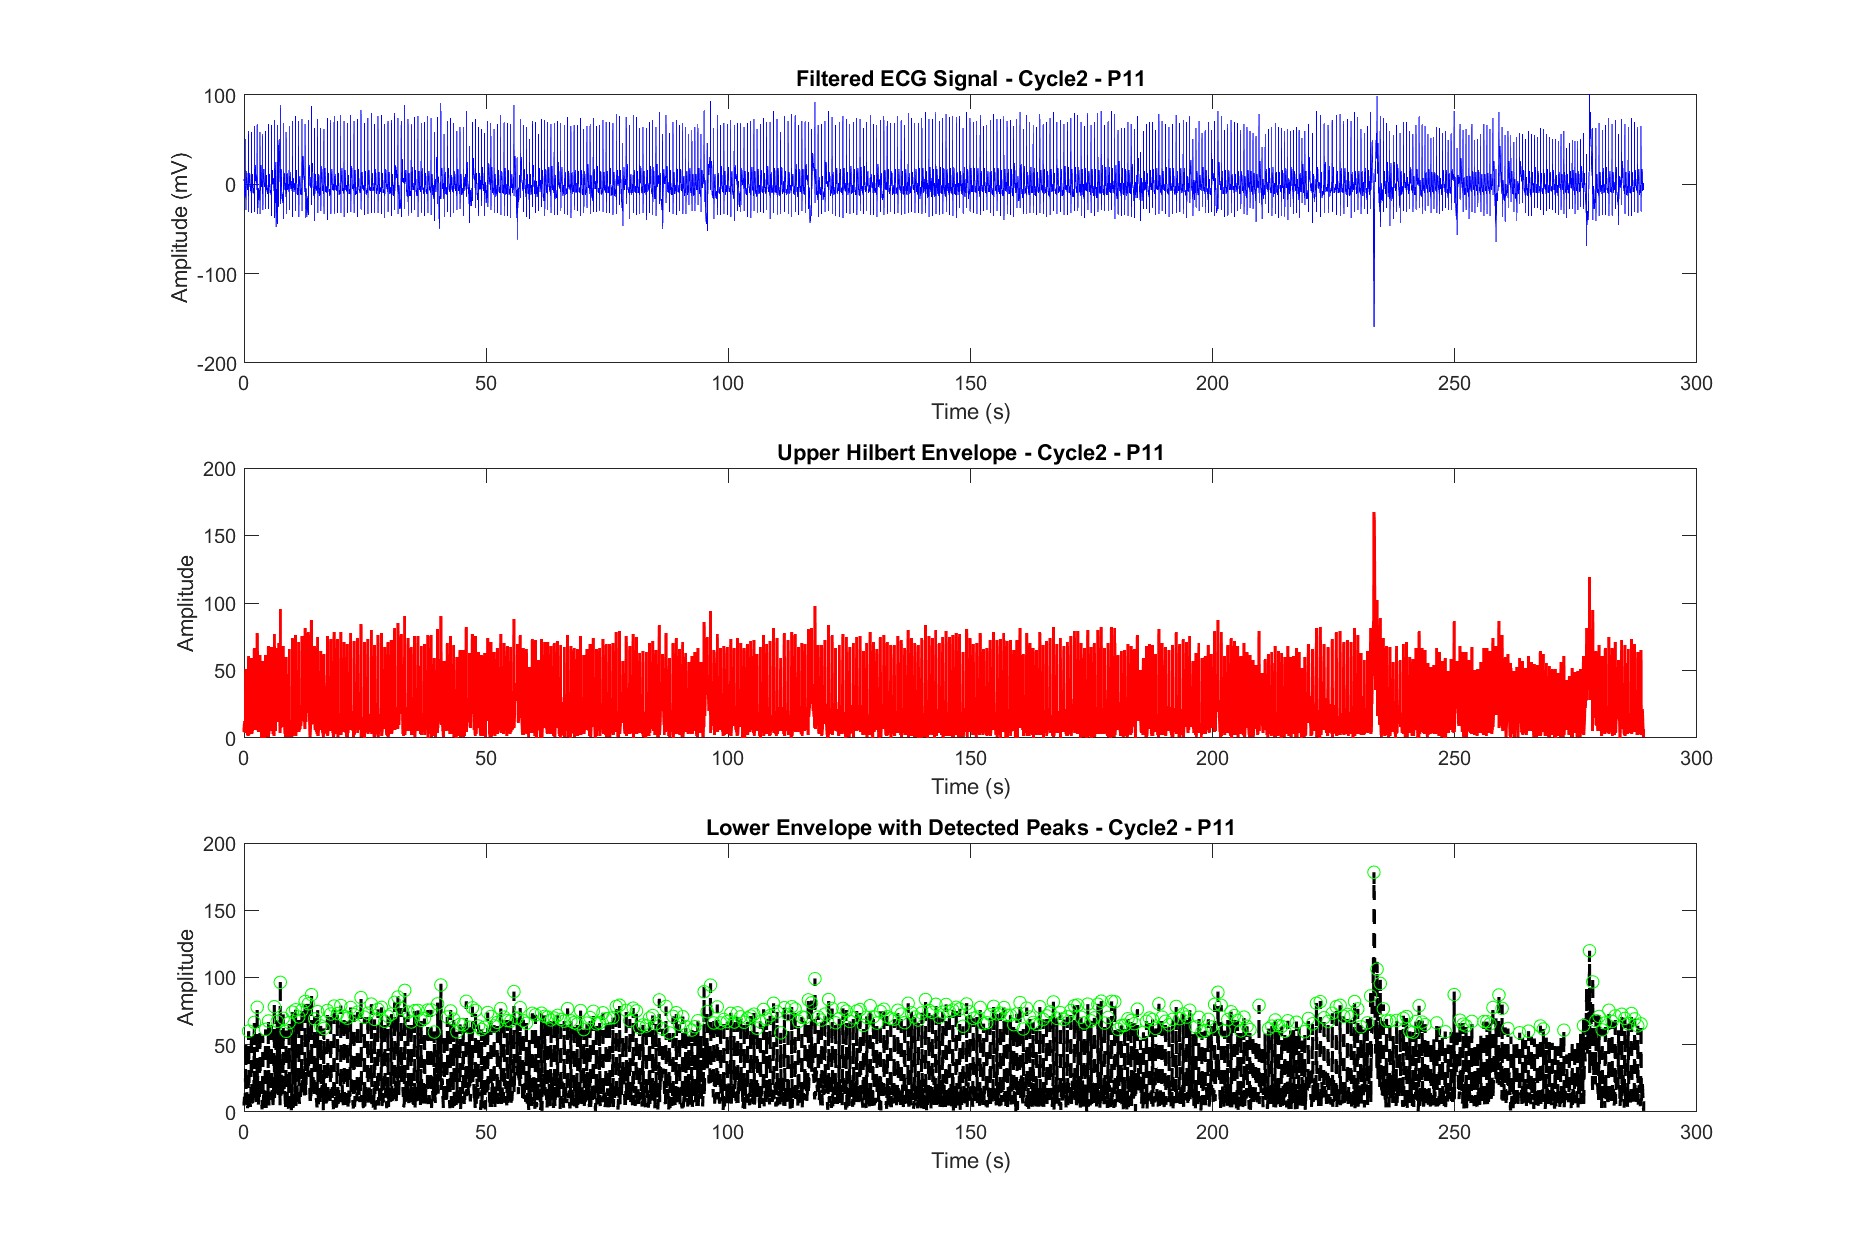 Filtered ECG Signal - Cycle2 - P11
100
0
-100
-200
Amplitude (mV)
0 50 100 150 200 250 300
Time (s)
Upper Hilbert Envelope - Cycle2 - P11
200
150
100
50
0
Amplitude
0 50 100 150 200 250 300
Time (s)
Lower Envelope with Detected Peaks - Cycle2 - P11
200
150
100
50
0
Amplitude
0 50 100 150 200 250 300
Time (s)